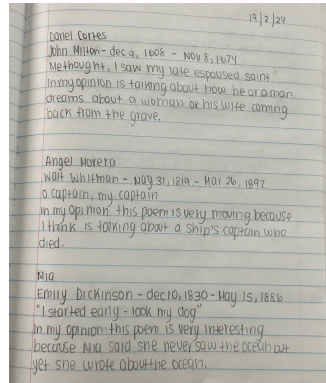 19/2/24
Daniel Cortes
John Milton - dec 9, 1608 - Nov 8, 1674
Methought, I saw my late espoused saint
In my opinion is talking about how he or a man
dreams about a woman or his wife coming
back from the grave.
Angel Morera
Walt Whitman - May 31, 1819 - Mar 26, 1892
O captain, my captain
in my opinion this poem is very moving because
I think is talking about a ship's captain who
died.
Mia
Emily Dickinson - dec 10, 1830 - May 15, 1886
"I started early - took my dog"
In my opinion this poem is very interesting
because Mia said she never saw the ocean but
yet she wrote about the ocean.